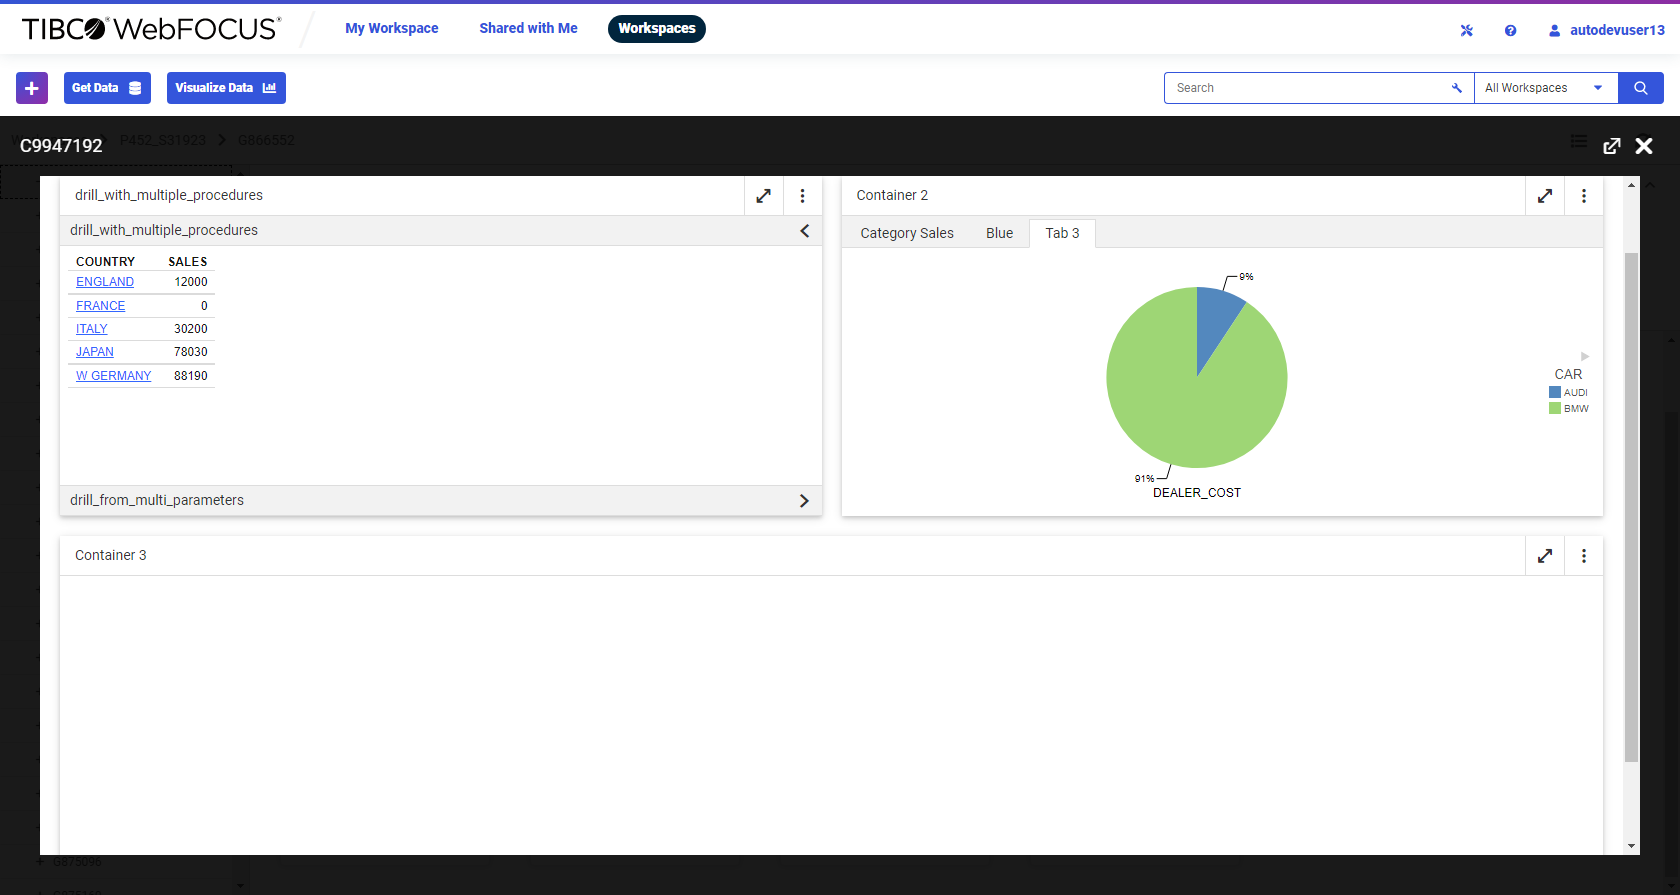 TIBCO® WebFOCUS®
My Workspace
Shared with Me
Workspaces
autodevuser13
Get Data
Visualize Data
Search
All Workspaces
P452_S31923
G866552
C9947192
drill_with_multiple_procedures
drill_with_multiple_procedures
COUNTRY SALES
ENGLAND 12000
FRANCE 0
ITALY 30200
JAPAN 78030
W GERMANY 88190
drill_from_multi_parameters
Container 2
Category Sales Blue Tab 3
9%
91%
DEALER_COST
CAR
AUDI
BMW
Container 3
G875096